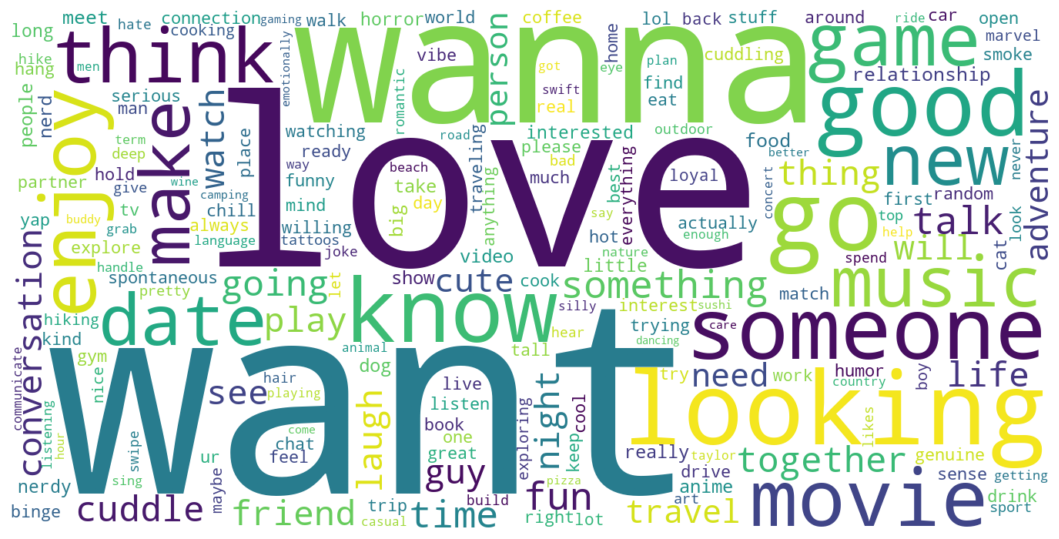 long
meet
hate
connection
gaming
walk
horror
world
coffee
lol
back
stuff
around
ride
car
open
hike
hang
men
cooking
think
emotionally
wanna
vibe
romantic
person
got
swift
real
eye
home
plan
find
eat
cuddling
game
marvel
smoke
relationship
people
nerd
enjoy
serious
man
make
watch
place
love
watching
ready
way
funny
mind
road
traveling
interested
please
bad
much
anything
outdoor
best
everything
loyal
food
concert
better
good
new
never
adventure
term
deep
hold
give
partner
wine
camping
yap
tv
grab
buddy
chill
always
language
willing
tattoos
joke
beach
take
big
day
say
hot
enough
nature
actually
thing
go
first
top
help
random
talk
will
cat
look
explore
handle
spontaneous
pretty
going
let
show
video
cook
little
something
spend
music
conversation
hiking
kind
date
play
know
cute
silly
hear
interest
sushi
trying
care
match
someone
communicate
gym
nice
want
see
hair
playing
animal
dog
tall
live
listen
book
one
great
cool
dancing
try
need
work
humor
country
boy
life
looking
likes
listening
hour
swipe
come
chat
feel
laugh
guy
exploring
night
keep
pizza
really
taylor
drive
anime
art
together
genuine
sense
getting
nerdy
binge
sing
cuddle
maybe
ur
friend
trip
casual
time
build
fun
right
lot
travel
movie
drink
sport